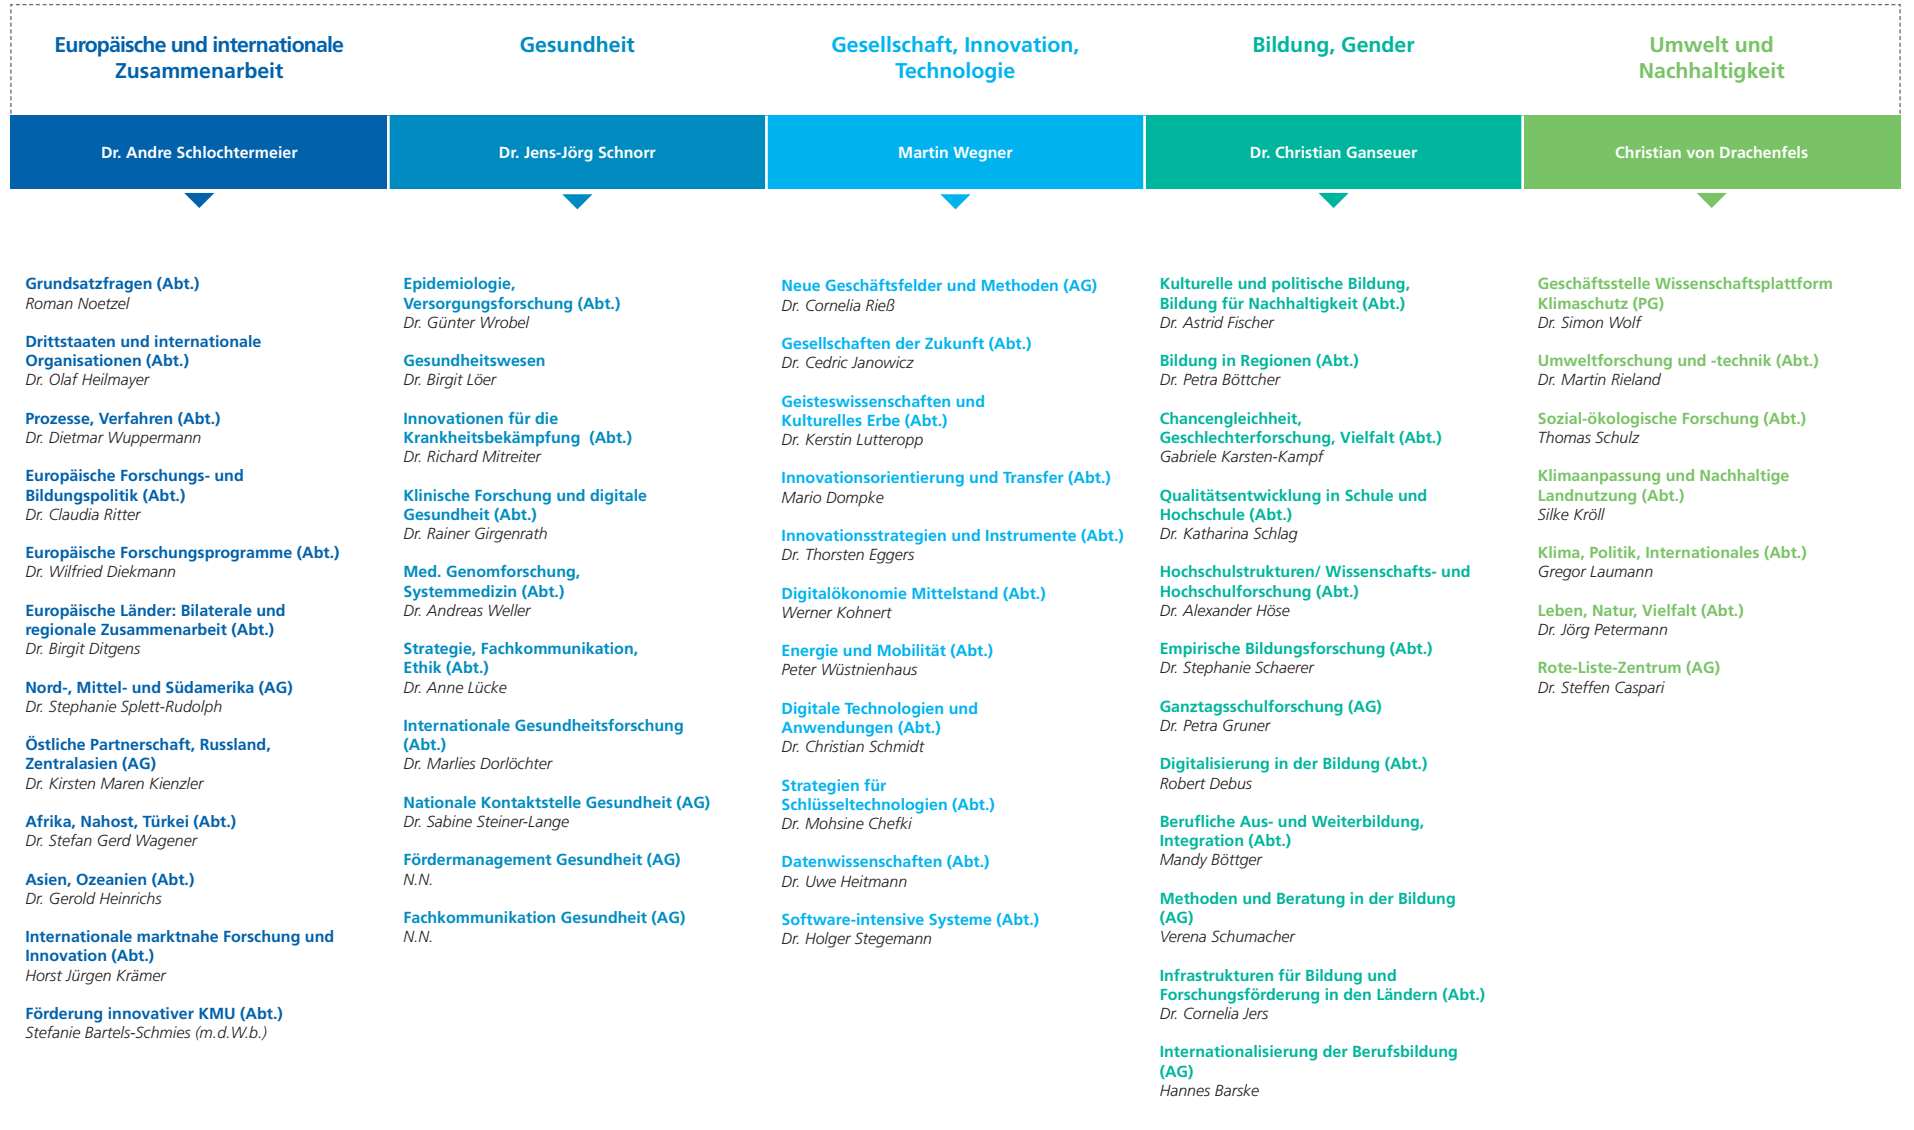 Europäische und internationale
Zusammenarbeit
Dr. Andre Schlochtermeier
Grundsatzfragen (Abt.)
Roman Noetzel
Drittstaaten und internationale
Organisationen (Abt.)
Dr. Olaf Heilmayer
Prozesse, Verfahren (Abt.)
Dr. Dietmar Wuppermann
Europäische Forschungs- und
Bildungspolitik (Abt.)
Dr. Claudia Ritter
Europäische Forschungsprogramme (Abt.)
Dr. Wilfried Diekmann
Europäische Länder: Bilaterale und
regionale Zusammenarbeit (Abt.)
Dr. Birgit Ditgens
Nord-, Mittel- und Südamerika (AG)
Dr. Stephanie Splett-Rudolph
Östliche Partnerschaft, Russland,
Zentralasien (AG)
Dr. Kirsten Maren Kienzler
Afrika, Nahost, Türkei (Abt.)
Dr. Stefan Gerd Wagener
Asien, Ozeanien (Abt.)
Dr. Gerold Heinrichs
Internationale marktnahe Forschung und
Innovation (Abt.)
Horst Jürgen Krämer
Förderung innovativer KMU (Abt.)
Stefanie Bartels-Schmies (m.d.W.b.)
Gesundheit
Dr. Jens-Jörg Schnorr
Epidemiologie,
Versorgungsforschung (Abt.)
Dr. Günter Wrobel
Gesundheitswesen
Dr. Birgit Löer
Innovationen für die
Krankheitsbekämpfung (Abt.)
Dr. Richard Mitreiter
Klinische Forschung und digitale
Gesundheit (Abt.)
Dr. Rainer Girgenrath
Med. Genomforschung,
Systemmedizin (Abt.)
Dr. Andreas Weller
Strategie, Fachkommunikation,
Ethik (Abt.)
Dr. Anne Lücke
Internationale Gesundheitsforschung
(Abt.)
Dr. Marlies Dorlöchter
Nationale Kontaktstelle Gesundheit (AG)
Dr. Sabine Steiner-Lange
Fördermanagement Gesundheit (AG)
N.N.
Fachkommunikation Gesundheit (AG)
N.N.
Gesellschaft, Innovation,
Technologie
Martin Wegner
Neue Geschäftsfelder und Methoden (AG)
Dr. Cornelia Rieß
Gesellschaften der Zukunft (Abt.)
Dr. Cedric Janowicz
Geisteswissenschaften und
Kulturelles Erbe (Abt.)
Dr. Kerstin Lutteropp
Innovationsorientierung und Transfer (Abt.)
Mario Dompke
Innovationsstrategien und Instrumente (Abt.)
Dr. Thorsten Eggers
Digitalökonomie Mittelstand (Abt.)
Werner Kohnert
Energie und Mobilität (Abt.)
Peter Wüstnienhaus
Digitale Technologien und
Anwendungen (Abt.)
Dr. Christian Schmidt
Strategien für
Schlüsseltechnologien (Abt.)
Dr. Mohsine Chefki
Datenwissenschaften (Abt.)
Dr. Uwe Heitmann
Software-intensive Systeme (Abt.)
Dr. Holger Stegemann
Bildung, Gender
Dr. Christian Ganseuer
Kulturelle und politische Bildung,
Bildung für Nachhaltigkeit (Abt.)
Dr. Astrid Fischer
Bildung in Regionen (Abt.)
Dr. Petra Böttcher
Chancengleichheit,
Geschlechterforschung, Vielfalt (Abt.)
Gabriele Karsten-Kampf
Qualitätsentwicklung in Schule und
Hochschule (Abt.)
Dr. Katharina Schlag
Hochschulstrukturen/ Wissenschafts- und
Hochschulforschung (Abt.)
Dr. Alexander Höse
Empirische Bildungsforschung (Abt.)
Dr. Stephanie Schaerer
Ganztagsschulforschung (AG)
Dr. Petra Gruner
Digitalisierung in der Bildung (Abt.)
Robert Debus
Berufliche Aus- und Weiterbildung,
Integration (Abt.)
Mandy Böttger
Methoden und Beratung in der Bildung
(AG)
Verena Schumacher
Infrastrukturen für Bildung und
Forschungsförderung in den Ländern (Abt.)
Dr. Cornelia Jers
Internationalisierung der Berufsbildung
(AG)
Hannes Barske
Umwelt und
Nachhaltigkeit
Christian von Drachenfels
Geschäftsstelle Wissenschaftsplattform
Klimaschutz (PG)
Dr. Simon Wolf
Umweltforschung und -technik (Abt.)
Dr. Martin Rieland
Sozial-ökologische Forschung (Abt.)
Thomas Schulz
Klimaanpassung und Nachhaltige
Landnutzung (Abt.)
Silke Kröll
Klima, Politik, Internationales (Abt.)
Gregor Laumann
Leben, Natur, Vielfalt (Abt.)
Dr. Jörg Petermann
Rote-Liste-Zentrum (AG)
Dr. Steffen Caspari